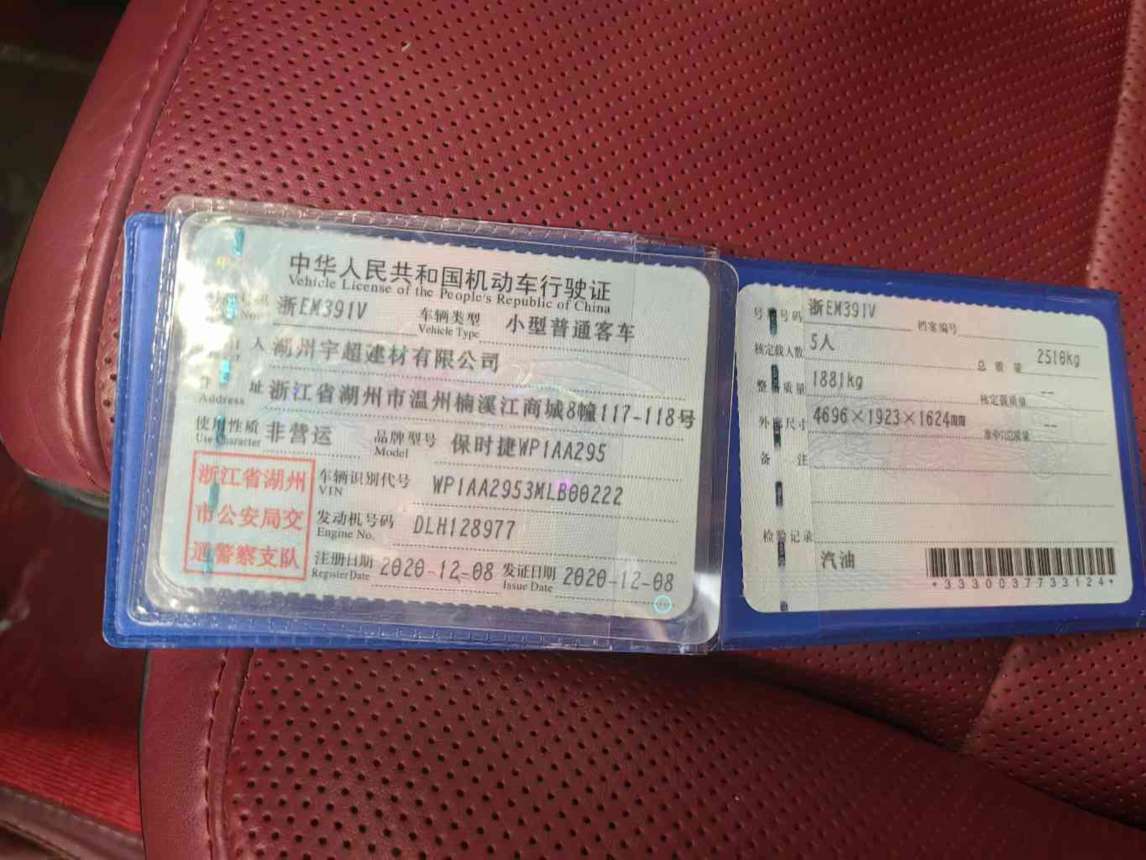 中华人民共和国机动车行驶证
Vehicle License of the People's Republic of China
浙EM391V 车辆类型 小型普通客车
No. Vehicle Type
人 湖州宇超建材有限公司
址 浙江省湖州市温州楠溪江商城8幢117-118号
Address
使用性质 非营运 品牌型号 保时捷WP1AA295
Use Character Model
浙江省湖州
市公安局交
通警察支队
车辆识别代号 WP1AA2953MLB00222
VIN
发动机号码 DLH128977
Engine No.
注册日期 2020-12-08 发证日期 2020-12-08
Register Date Issue Date
号 号码 浙EM391V 档案编号
核定载人数 5人 总 质 量 2510kg
整 质量 1881kg 核定载质量 --
外 尺寸 4696×1923×1624mm --
备 注
检验记录
汽油
*3330037733124*